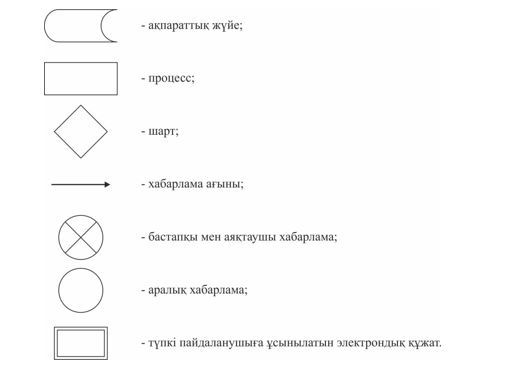 - ақпараттық жүйе;
- процесс;
- шарт;
- хабарлама ағыны;
- бастапқы мен аяқтаушы хабарлама;
- аралық хабарлама;
- түпкі пайдаланушыға ұсынылатын электрондық құжат.